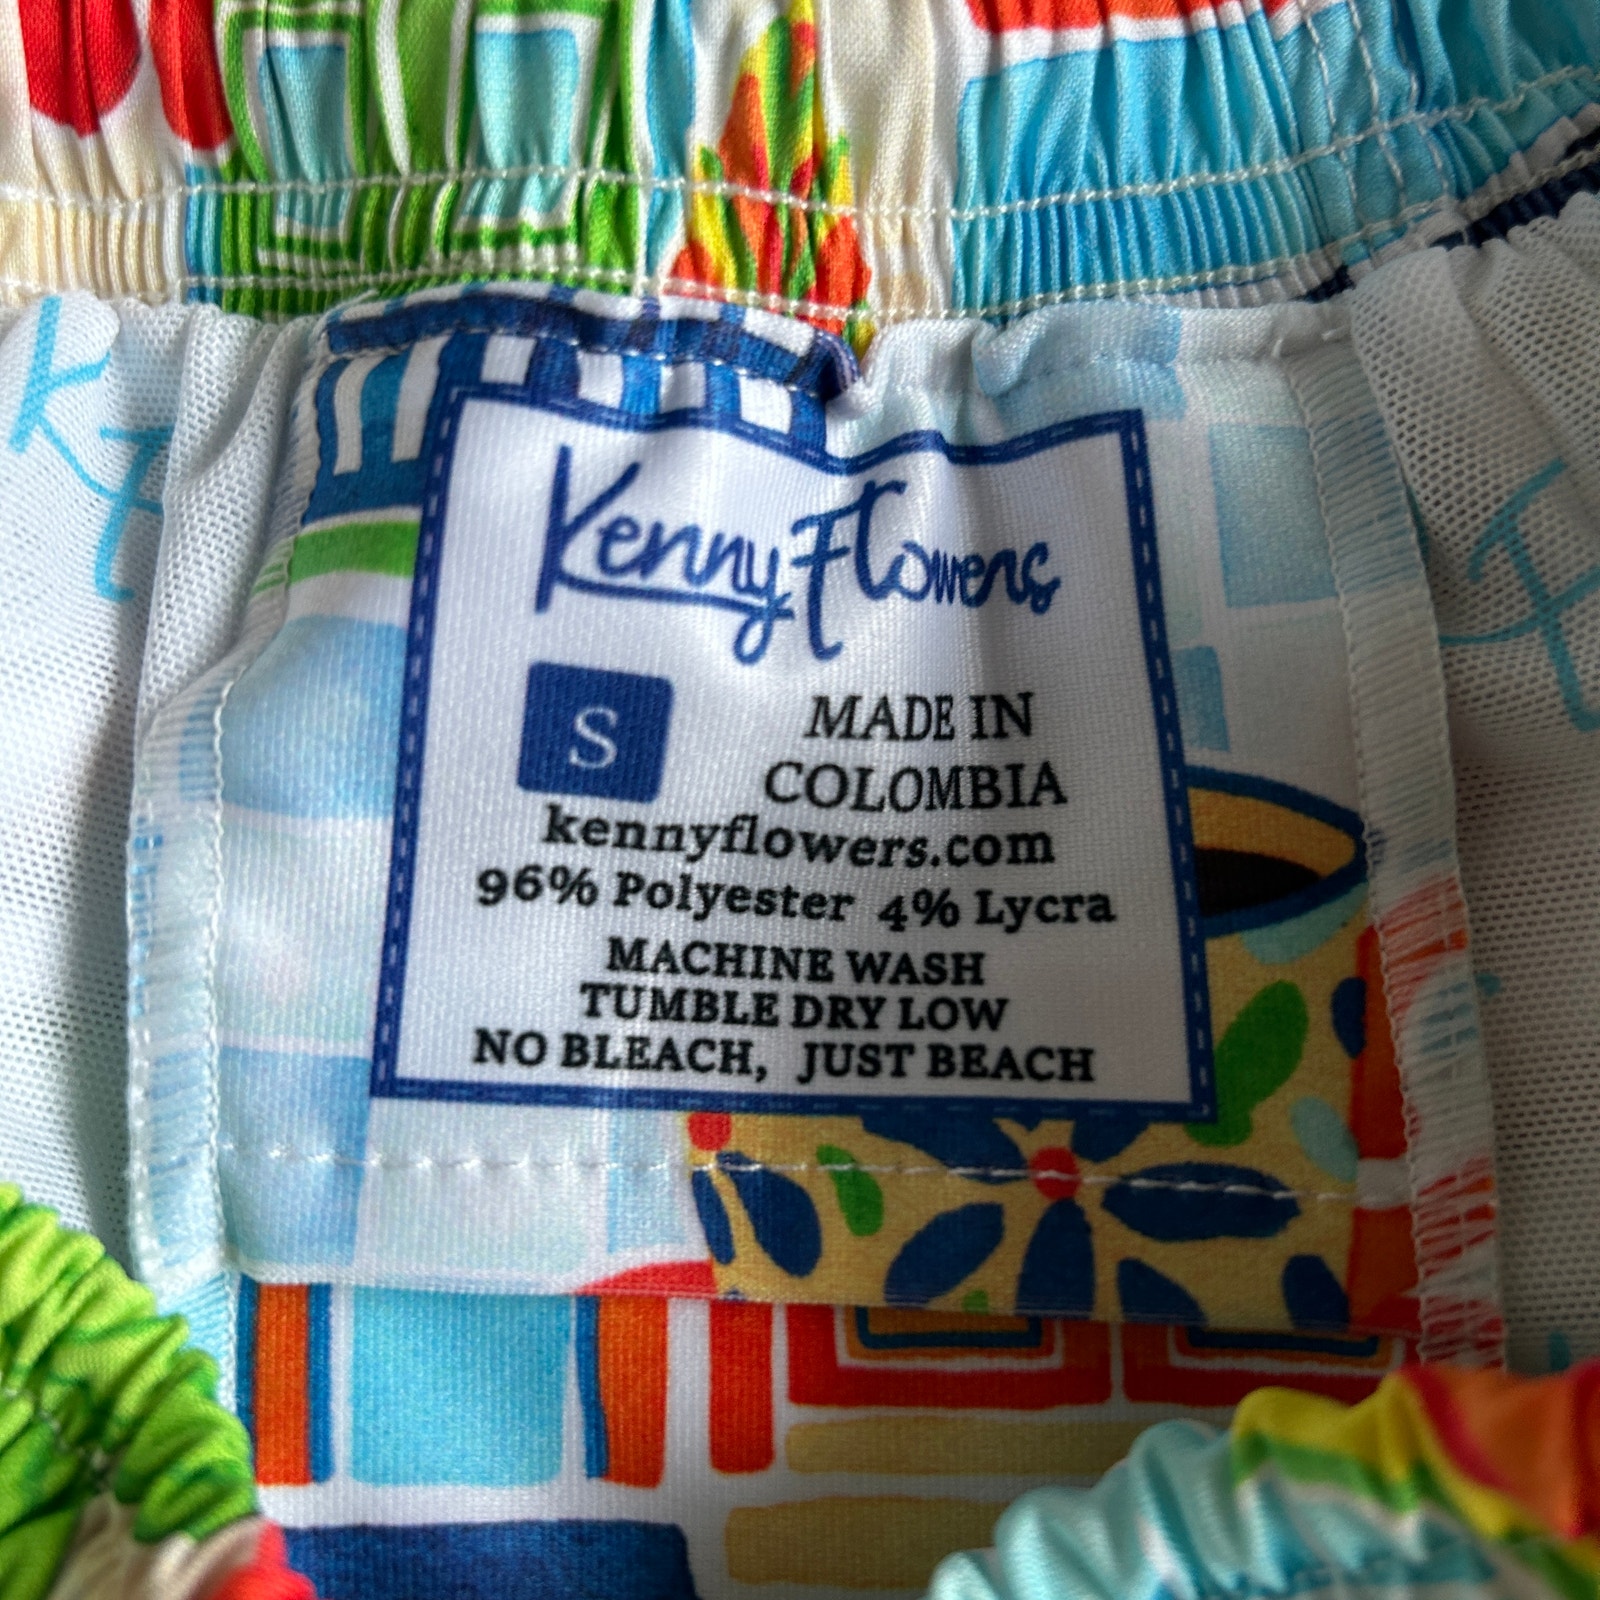 Kenny Flowers
S
MADE IN
COLOMBIA
kennyflowers.com
96% Polyester 4% Lycra
MACHINE WASH
TUMBLE DRY LOW
NO BLEACH, JUST BEACH
KF